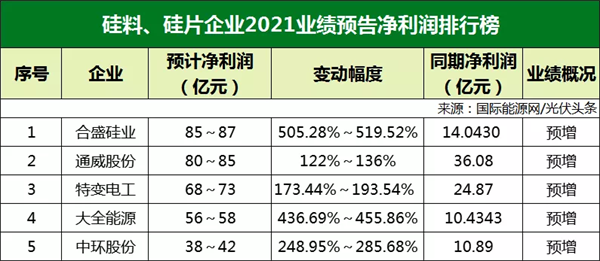 硅料、硅片企业2021业绩预告净利润排行榜
序号 企业 预计净利润（亿元） 变动幅度 同期净利润（亿元） 业绩概况
来源：国际能源网/光伏头条
1 合盛硅业 85～87 505.28%～519.52% 14.0430 预增
2 通威股份 80～85 122%～136% 36.08 预增
3 特变电工 68～73 173.44%～193.54% 24.87 预增
4 大全能源 56～58 436.69%～455.86% 10.4343 预增
5 中环股份 38～42 248.95%～285.68% 10.89 预增